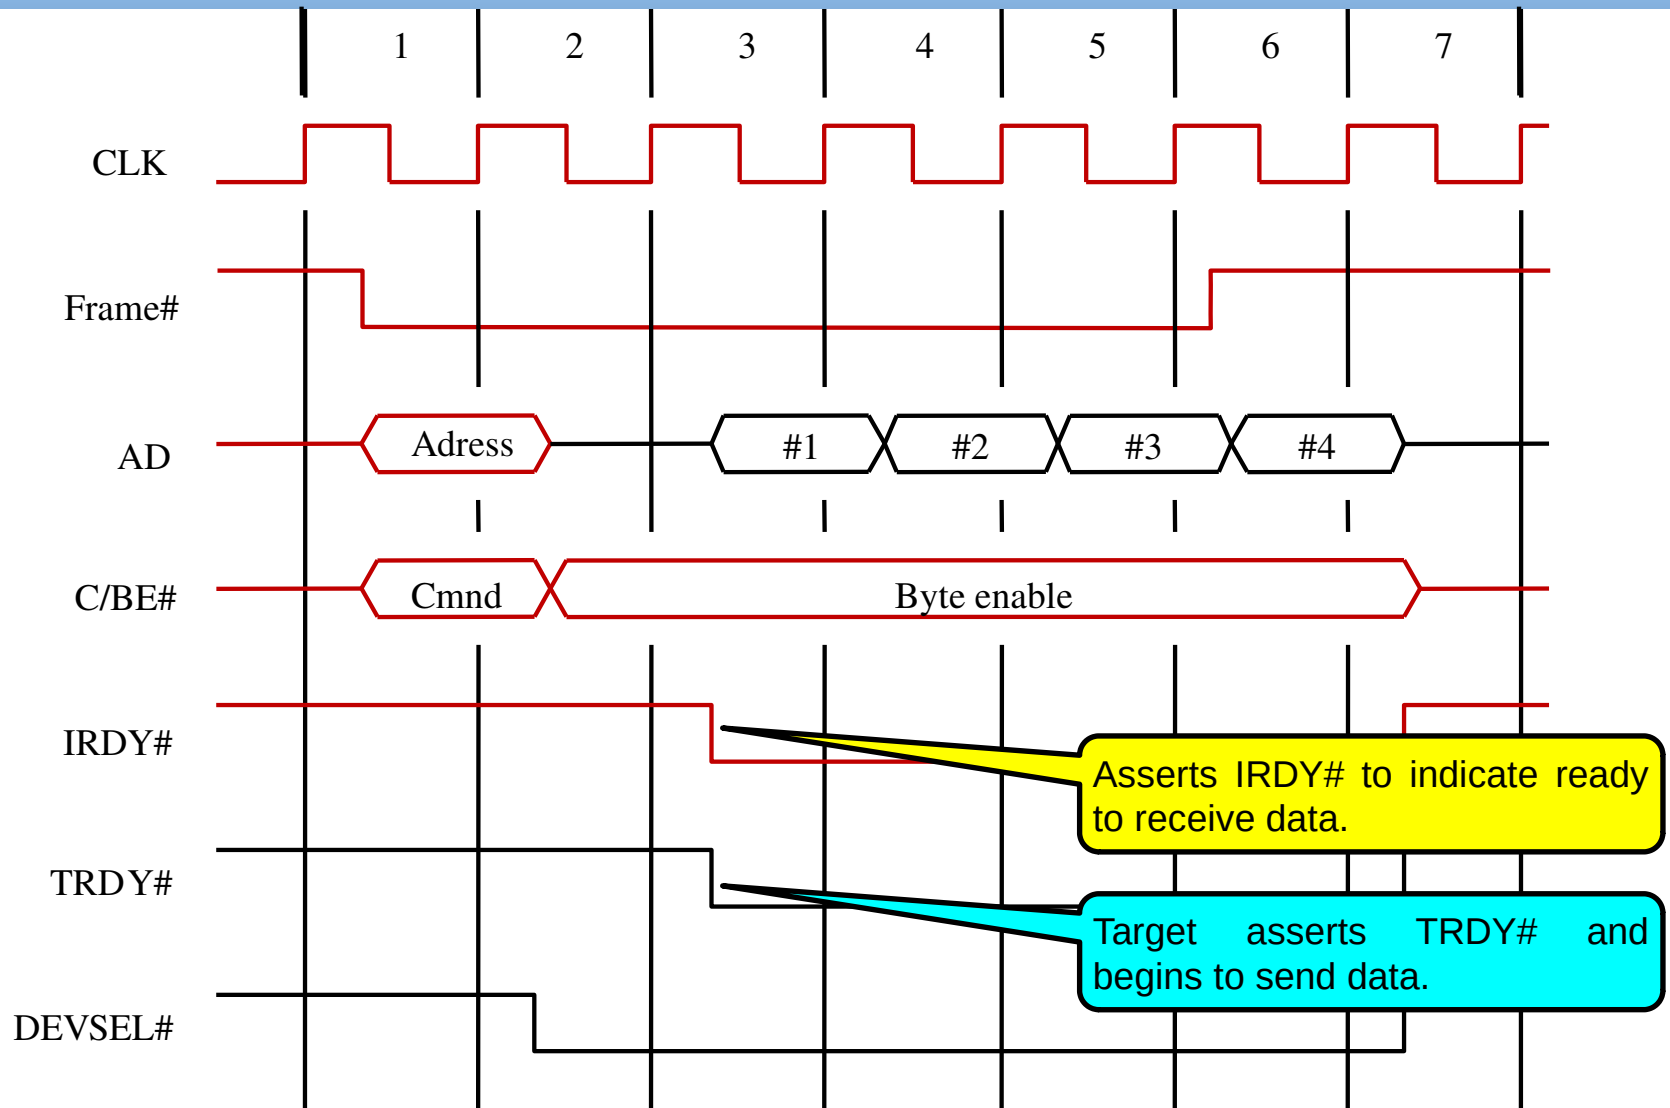 1 2 3 4 5 6 7
CLK
Frame#
AD Adress #1 #2 #3 #4
C/BE# Cmnd Byte enable
IRDY#
Asserts IRDY# to indicate ready
to receive data.
TRDY#
Target asserts TRDY# and
begins to send data.
DEVSEL#